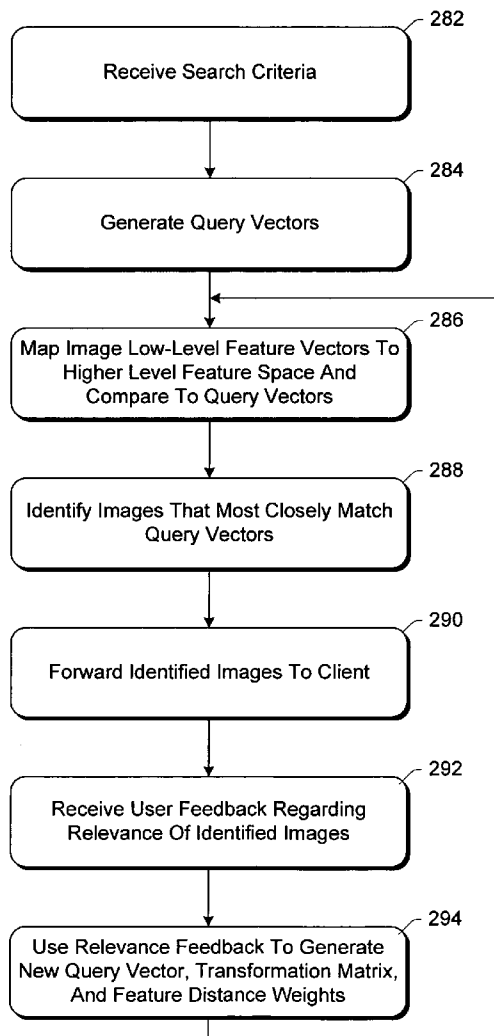 282
Receive Search Criteria
284
Generate Query Vectors
286
Map Image Low-Level Feature Vectors To
Higher Level Feature Space And
Compare To Query Vectors
288
Identify Images That Most Closely Match
Query Vectors
290
Forward Identified Images To Client
292
Receive User Feedback Regarding
Relevance Of Identified Images
294
Use Relevance Feedback To Generate
New Query Vector, Transformation Matrix,
And Feature Distance Weights